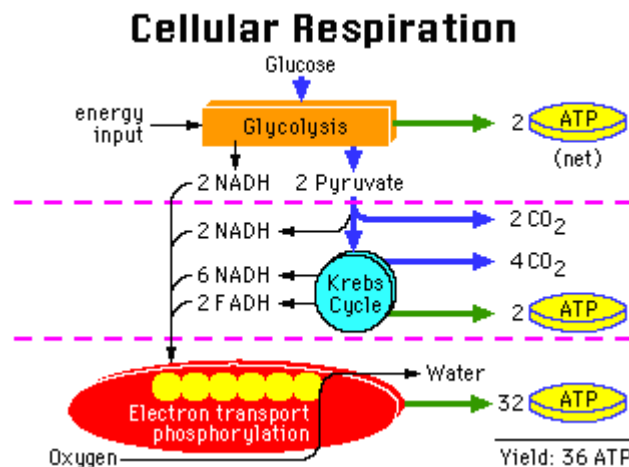 Cellular Respiration
Glucose
energy
input
Glycolysis
2 ATP
(net)
2 NADH
2 Pyruvate
2 NADH
2 CO2
6 NADH
2 FADH
Krebs
Cycle
4 CO2
2 ATP
Water
Electron transport
phosphorylation
32 ATP
Oxygen
Yield: 36 ATP